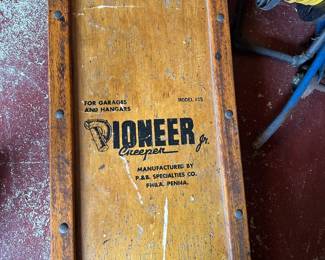 FOR GARAGES
AND HANGARS
MODEL
PIONEER Jr.
Creeper
MANUFACTURED BY
P.&B. SPECIALTIES CO.
PHILA. PENNA.